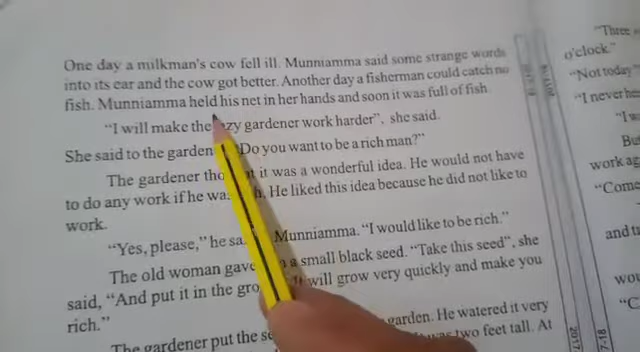 One day a milkman's cow fell ill. Munniamma said some strange words
into its ear and the cow got better. Another day a fisherman could catch no
fish. Munniamma held his net in her hands and soon it was full of fish.
"I will make the zy gardener work harder", she said.
She said to the garden Do you want to be a rich man?"
The gardener tho t it was a wonderful idea. He would not have
to do any work if he wa h. He liked this idea because he did not like to
work.
"Yes, please," he sa Munniamma. "I would like to be rich."
The old woman gave a small black seed. "Take this seed", she
said, "And put it in the gro It will grow very quickly and make you
rich."
The gardener put the se garden. He watered it very
was two feet tall. At
"Three
o'clock."
"Not today"
"I never he
"I w
Bu
work ag
"Come
and tu
wou
"C
2017
7-18